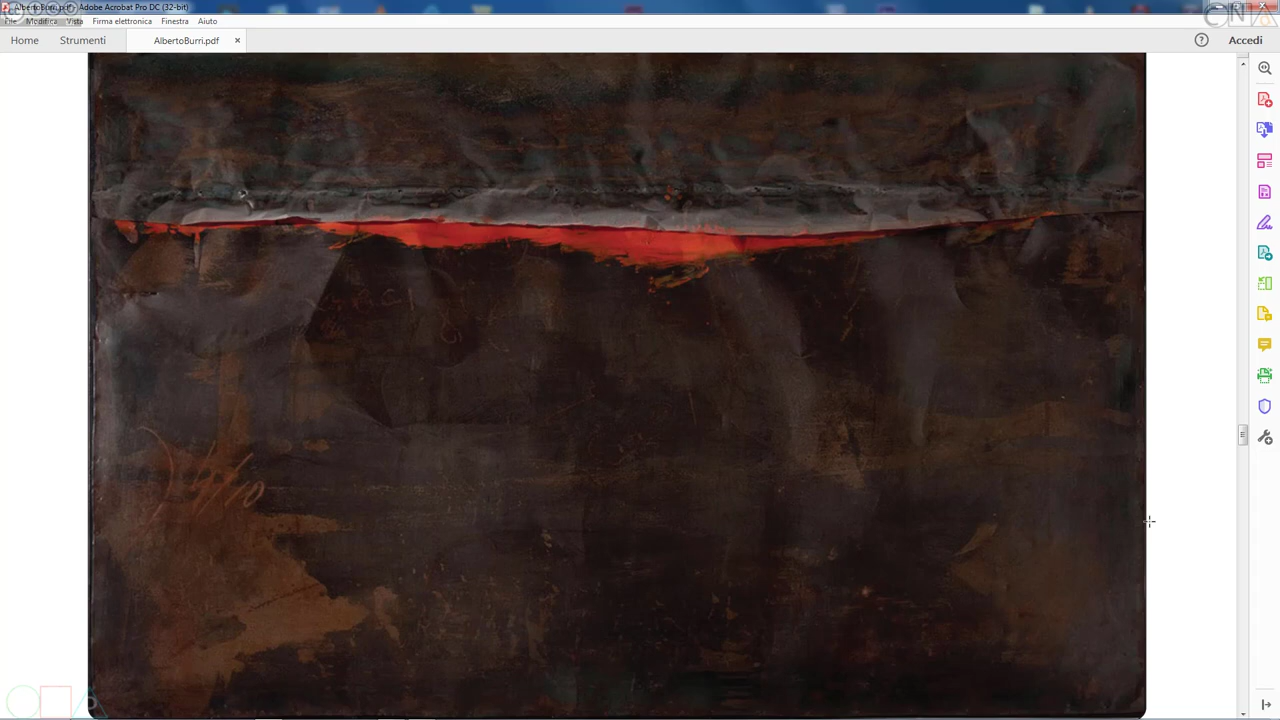 AlbertoBurri.pdf - Adobe Acrobat Pro DC (32-bit)
File Modifica Vista Firma elettronica Finestra Aiuto
Home Strumenti AlbertoBurri.pdf × Accedi